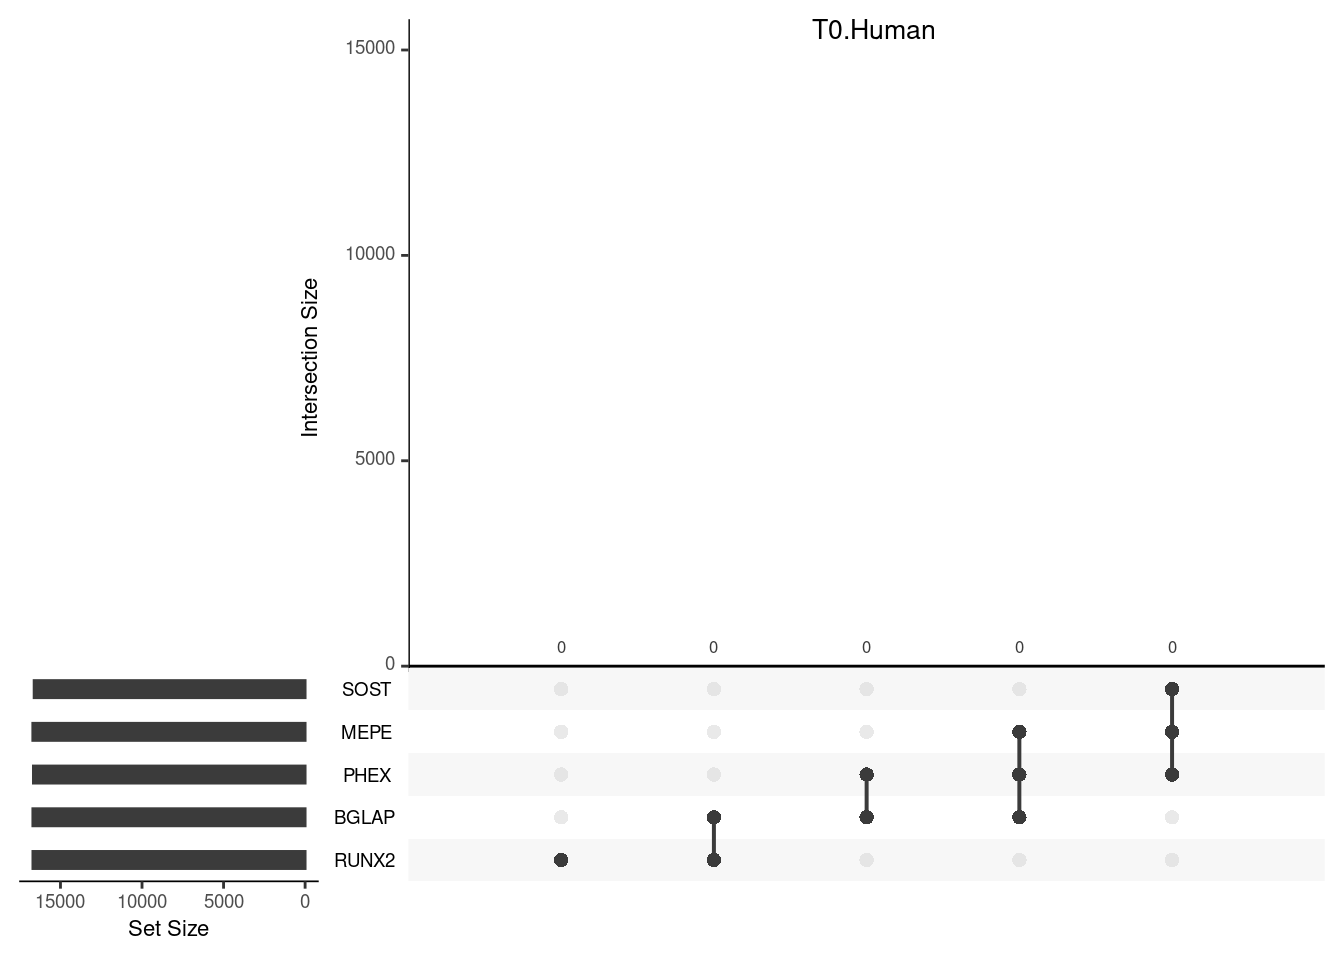 T0.Human
15000
10000
5000
0
Intersection Size
0 0 0 0 0
SOST
MEPE
PHEX
BGLAP
RUNX2
15000 10000 5000 0
Set Size